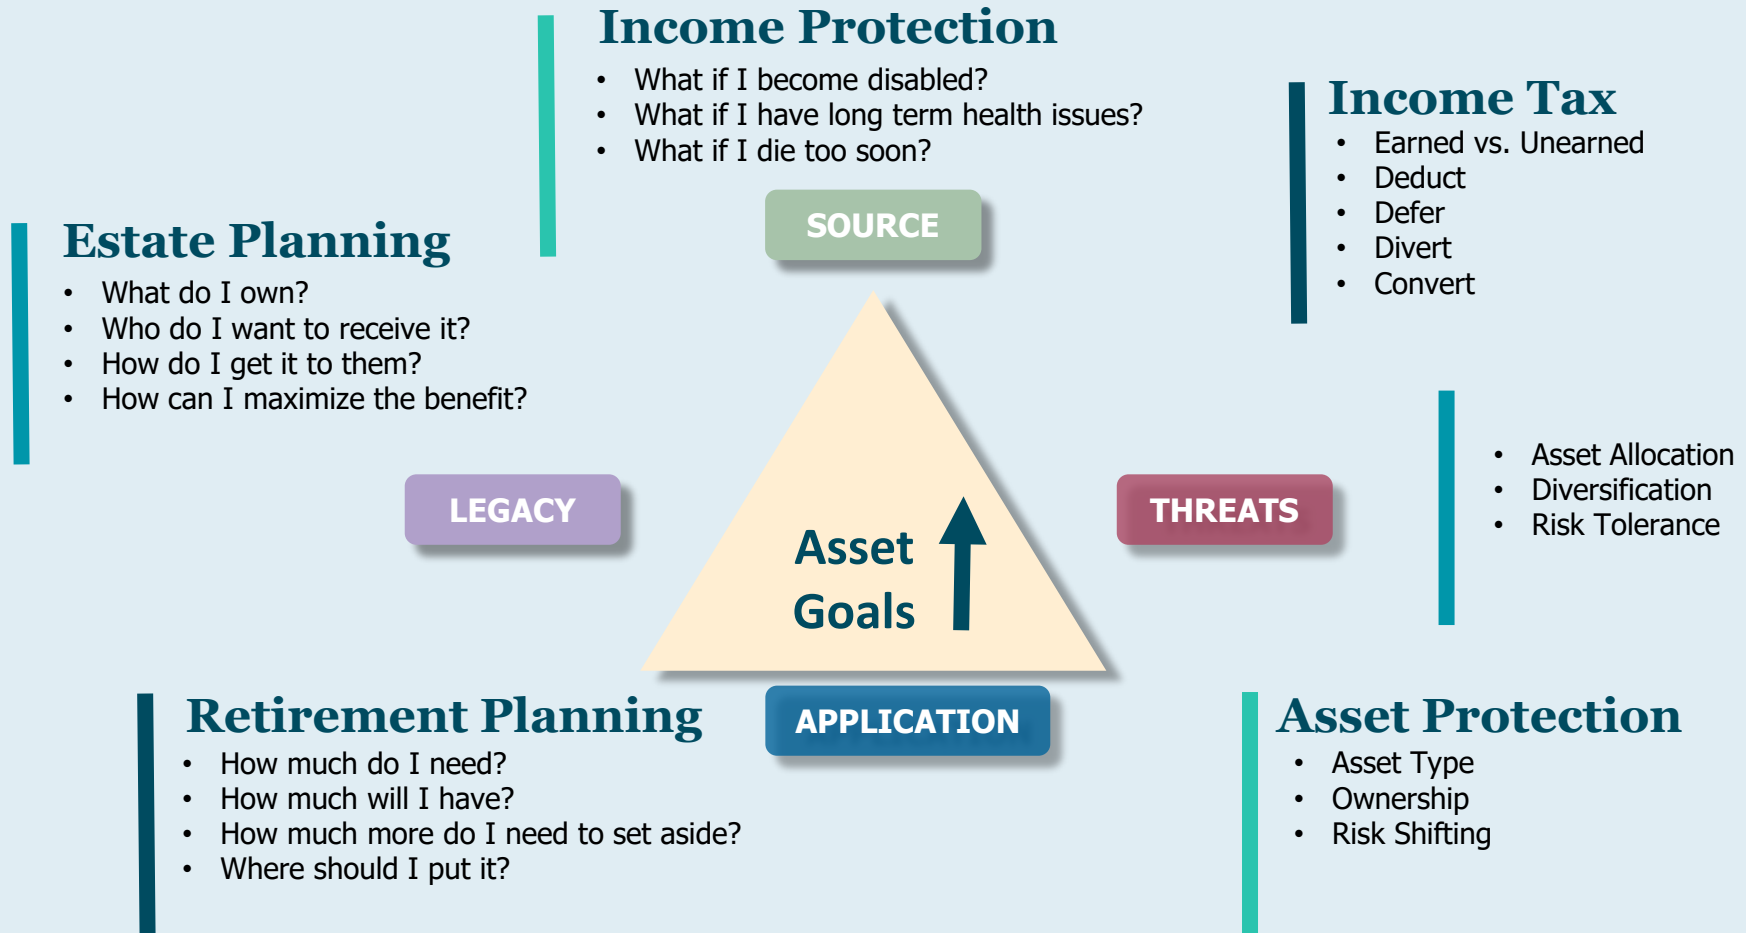 Income Protection
• What if I become disabled?
• What if I have long term health issues?
• What if I die too soon?
Income Tax
• Earned vs. Unearned
• Deduct
• Defer
• Divert
• Convert
SOURCE
Estate Planning
• What do I own?
• Who do I want to receive it?
• How do I get it to them?
• How can I maximize the benefit?
LEGACY
THREATS
• Asset Allocation
• Diversification
• Risk Tolerance
Asset
Goals
Retirement Planning
• How much do I need?
• How much will I have?
• How much more do I need to set aside?
• Where should I put it?
APPLICATION
Asset Protection
• Asset Type
• Ownership
• Risk Shifting